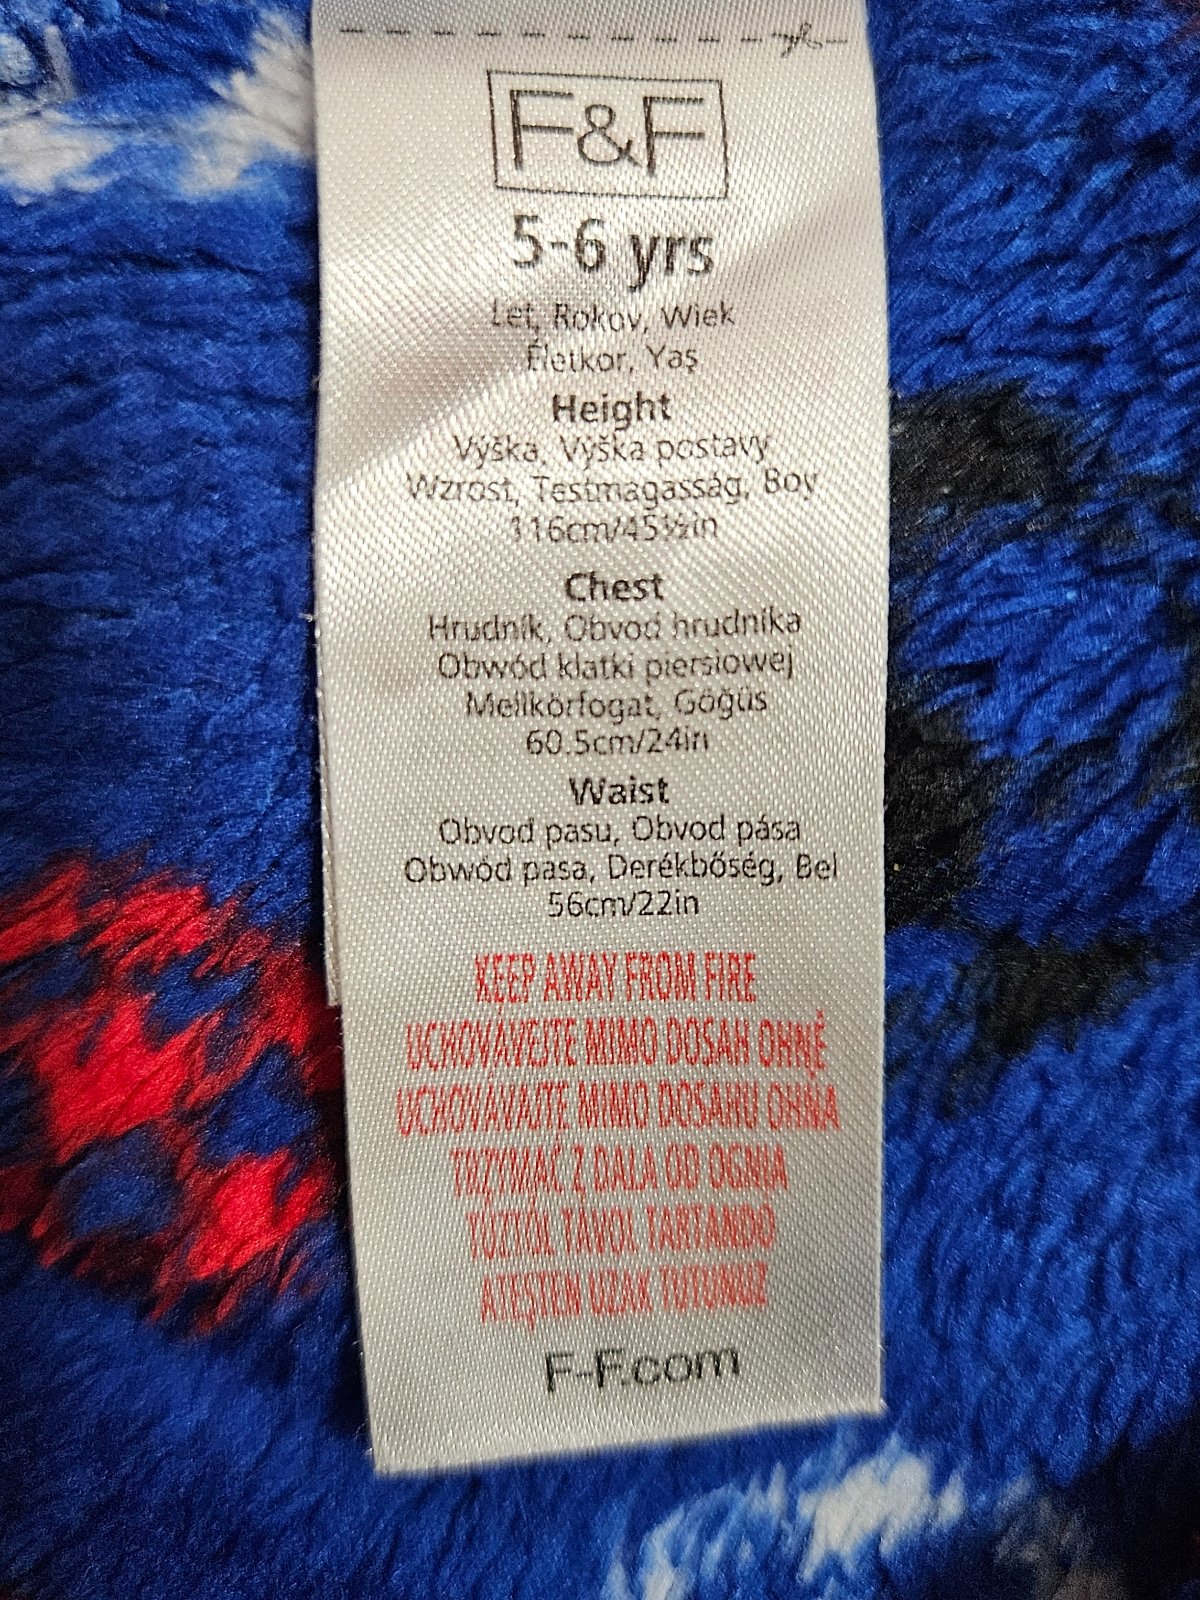 F&F
5-6 yrs
Let, Rokov, Wiek
Életkor, Yaş
Height
Výška, Výška postavy
Wzrost, Testmagasság, Boy
116cm/45½in
Chest
Hrudník, Obvod hrudníka
Obwód klatki piersiowej
Mellkörfogat, Göğüs
60.5cm/24in
Waist
Obvod pasu, Obvod pása
Obwód pasa, Derékbőség, Bel
56cm/22in
KEEP AWAY FROM FIRE
UCHOVÁVEJTE MIMO DOSAH OHNĚ
UCHOVÁVAJTE MIMO DOSAHU OHŇA
TRZYMAĆ Z DALA OD OGNIA
TŰZTŐL TÁVOL TARTANDÓ
ATEŞTEN UZAK TUTUNUZ
F-F.com